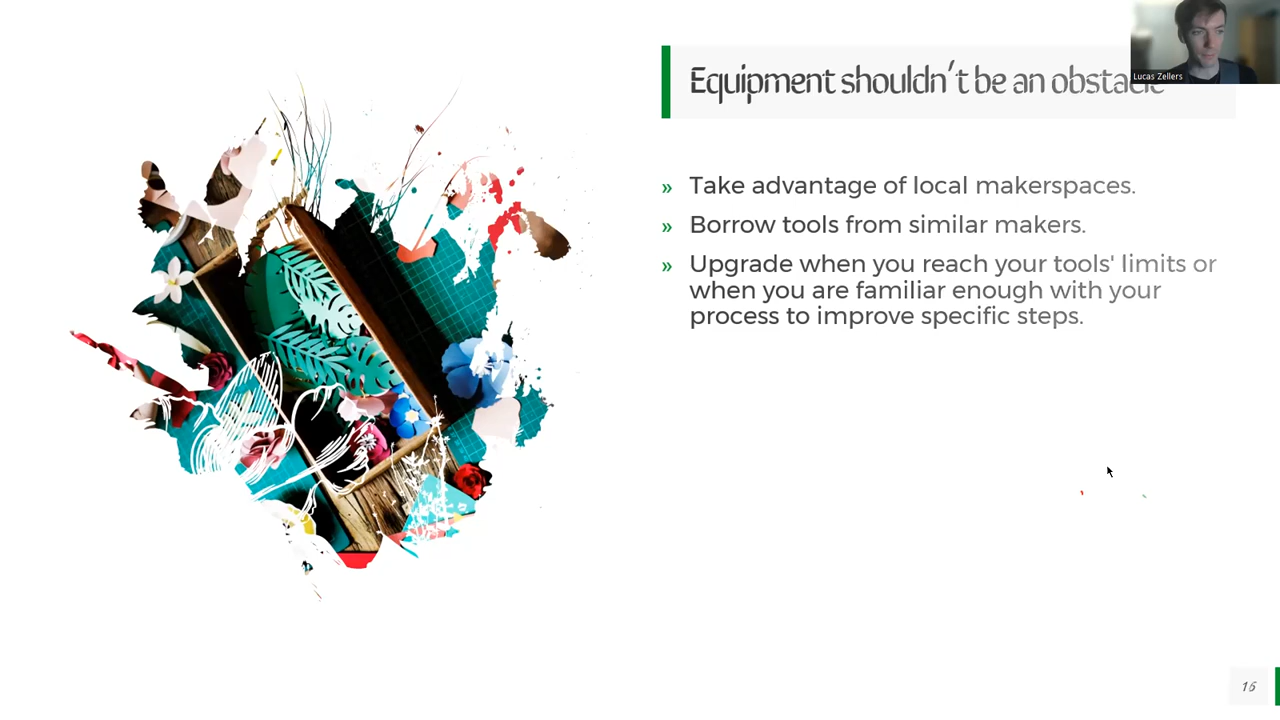 Equipment shouldn't be an obstacle
Lucas Zellers
» Take advantage of local makerspaces.
» Borrow tools from similar makers.
» Upgrade when you reach your tools' limits or
when you are familiar enough with your
process to improve specific steps.
16